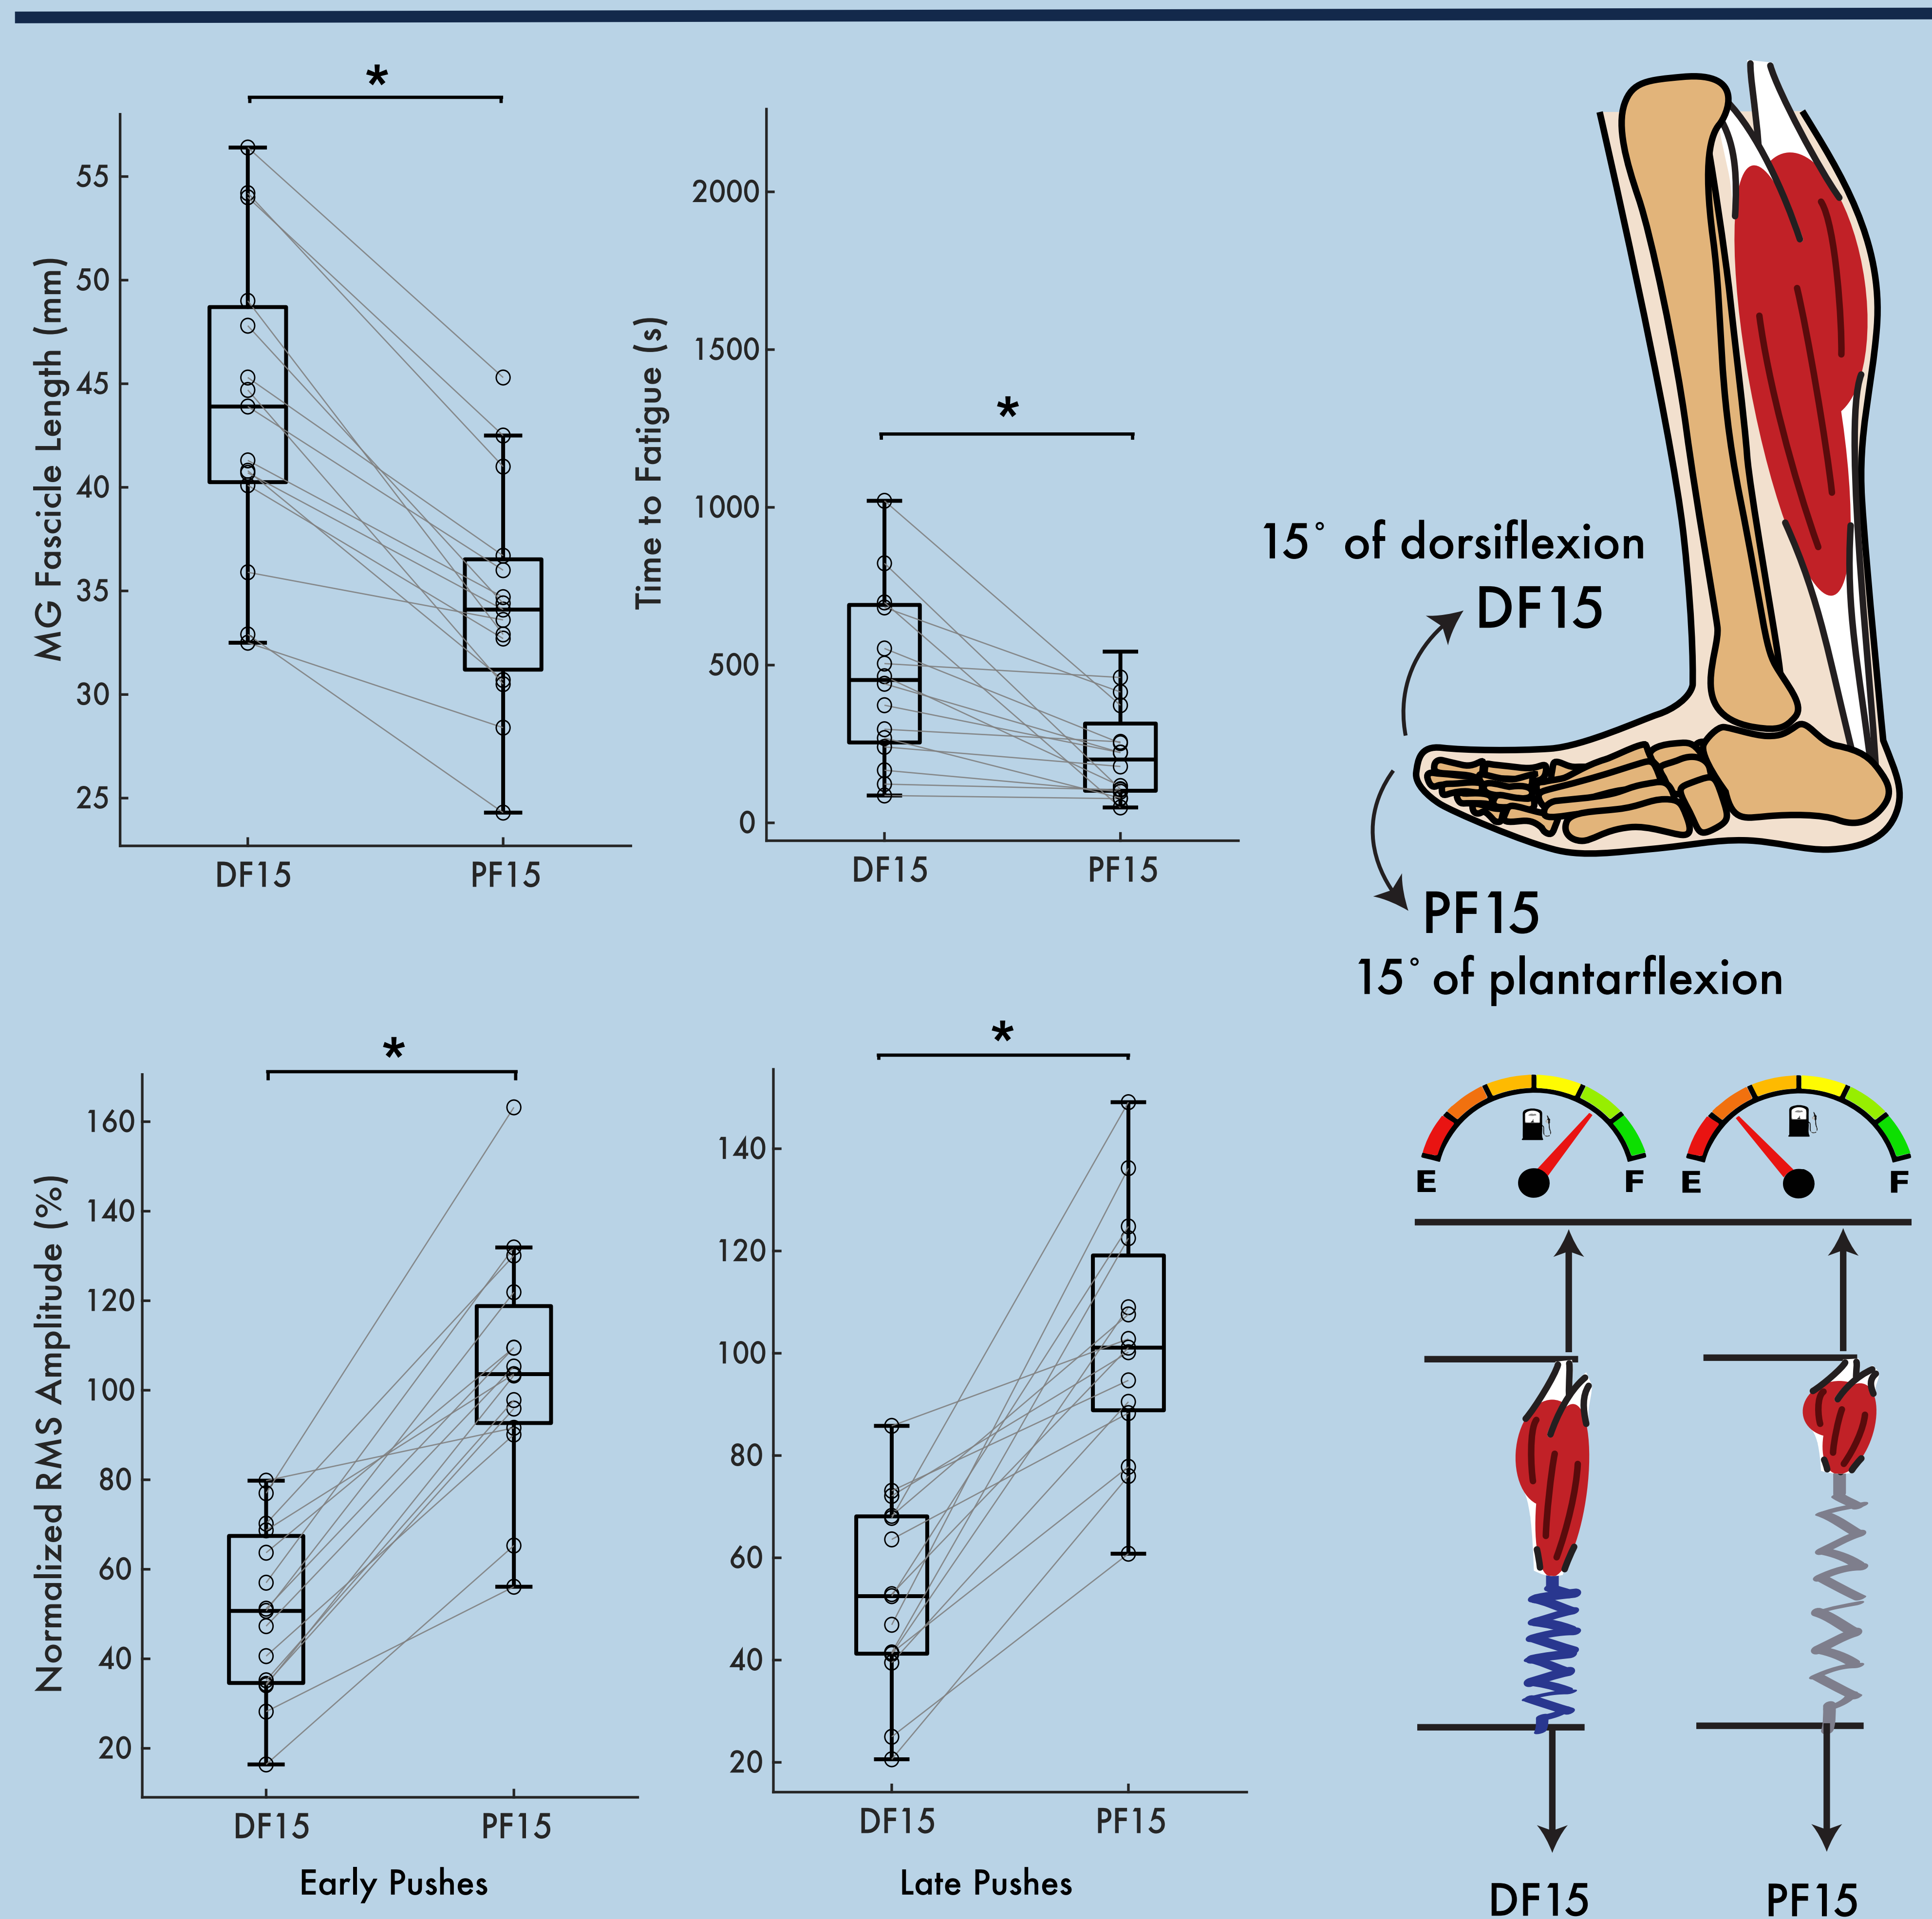 *
55
50
45
40
35
30
25
MG Fascicle Length (mm)
DF15 PF15
*
2000
1500
1000
500
0
Time to Fatigue (s)
DF15 PF15
15° of dorsiflexion
DF15
PF15
15° of plantarflexion
*
160
140
120
100
80
60
40
20
Normalized RMS Amplitude (%)
DF15 PF15
Early Pushes
*
140
120
100
80
60
40
20
DF15 PF15
Late Pushes
E F E F
DF15 PF15